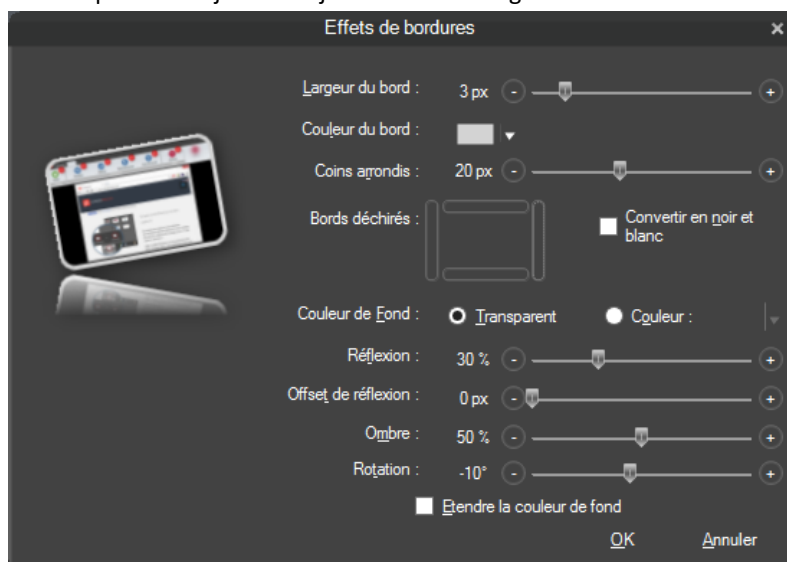 Effets de bordures
Largeur du bord : 3 px - +
Couleur du bord :
Coins arrondis : 20 px - +
Bords déchirés : Convertir en noir et
blanc
Couleur de Fond : Transparent Couleur :
Réflexion : 30 % - +
Offset de réflexion : 0 px - +
Ombre : 50 % - +
Rotation : -10° - +
Etendre la couleur de fond
OK Annuler